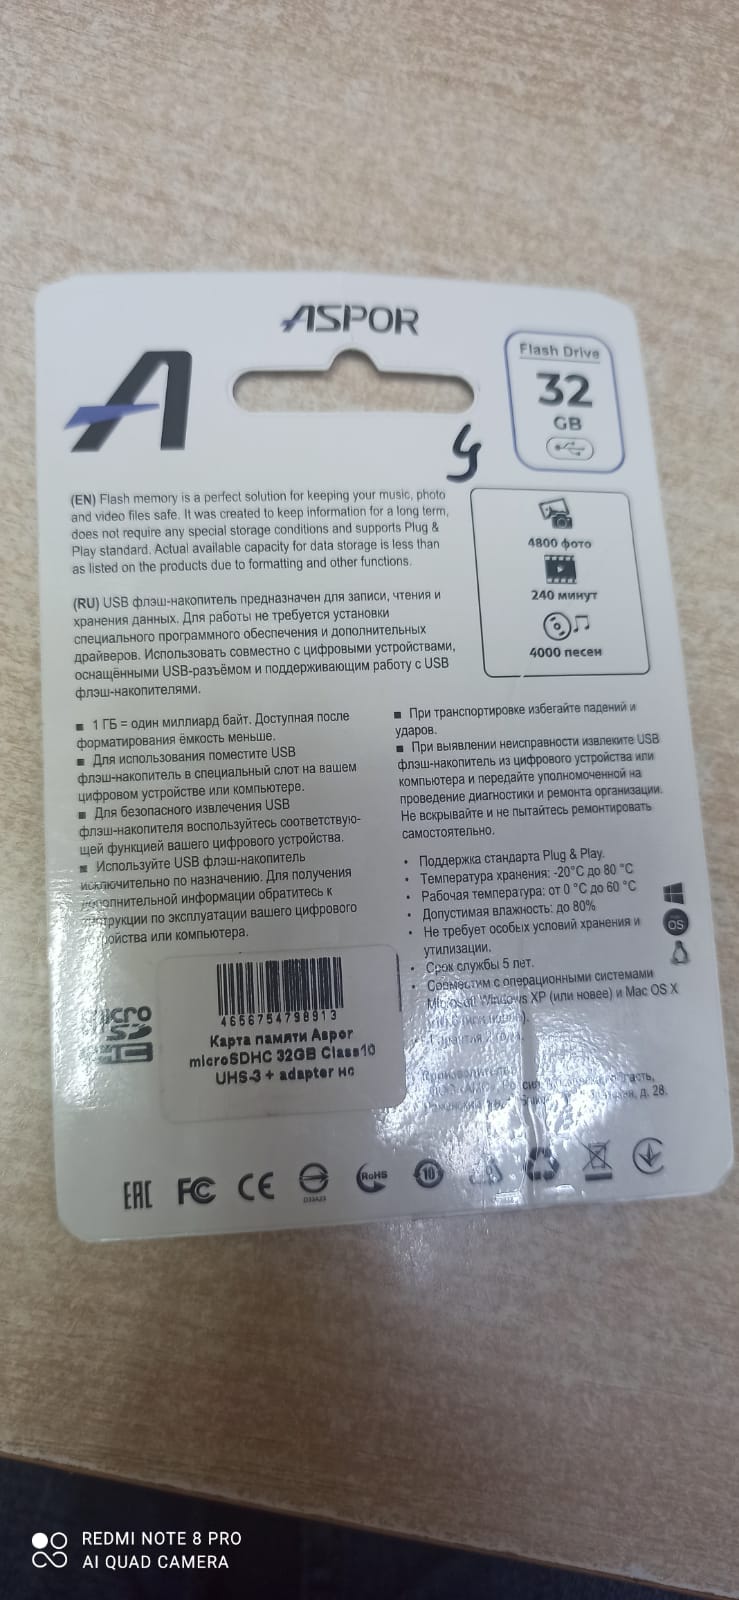 ASPOR
Flash Drive
32
GB
(EN) Flash memory is a perfect solution for keeping your music, photo
and video files safe. It was created to keep information for a long term,
does not require any special storage conditions and supports Plug &
Play standard. Actual available capacity for data storage is less than
as listed on the products due to formatting and other functions.
4800 фото
240 минут
4000 песен
(RU) USB флэш-накопитель предназначен для записи, чтения и
хранения данных. Для работы не требуется установки
специального программного обеспечения и дополнительных
драйверов. Использовать совместно с цифровыми устройствами,
оснащёнными USB-разъёмом и поддерживающим работу с USB
флэш-накопителями.
■ 1 ГБ = один миллиард байт. Доступная после
форматирования ёмкость меньше.
■ Для использования поместите USB
флэш-накопитель в специальный слот на вашем
цифровом устройстве или компьютере.
■ Для безопасного извлечения USB
флэш-накопителя воспользуйтесь соответствую-
щей функцией вашего цифрового устройства.
■ Используйте USB флэш-накопитель
исключительно по назначению. Для получения
дополнительной информации обратитесь к
инструкции по эксплуатации вашего цифрового
устройства или компьютера.
■ При транспортировке избегайте падений и
ударов.
■ При выявлении неисправности извлеките USB
флэш-накопитель из цифрового устройства или
компьютера и передайте уполномоченной на
проведение диагностики и ремонта организации.
Не вскрывайте и не пытайтесь ремонтировать
самостоятельно.
• Поддержка стандарта Plug & Play.
• Температура хранения: -20°C до 80 °C
• Рабочая температура: от 0 °C до 60 °C
• Допустимая влажность: до 80%
• Не требует особых условий хранения и
утилизации.
• Срок службы 5 лет.
• Совместим с операционными системами
Microsoft Windows XP (или новее) и Mac OS X
д. 28.
OS
micro
SD
HC
4656754798913
Карта памяти Aspor
microSDHC 32GB Class10
UHS-3 + adapter НС
EAC
FC
CE
RoHS
10
REDMI NOTE 8 PRO
AI QUAD CAMERA